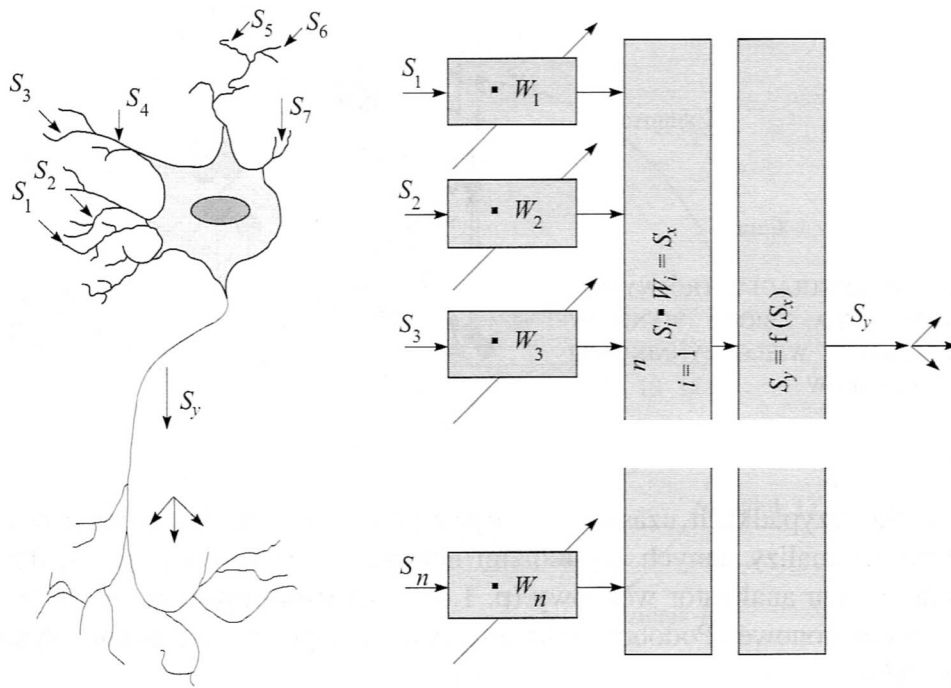 S5
S6
S3
S4
S7
S2
S1
Sy
S1
▪ W1
S2
▪ W2
S3
▪ W3
Sn
▪ Wn
n
i = 1
Si ▪ Wi = Sx
Sy = f (Sx)
Sy